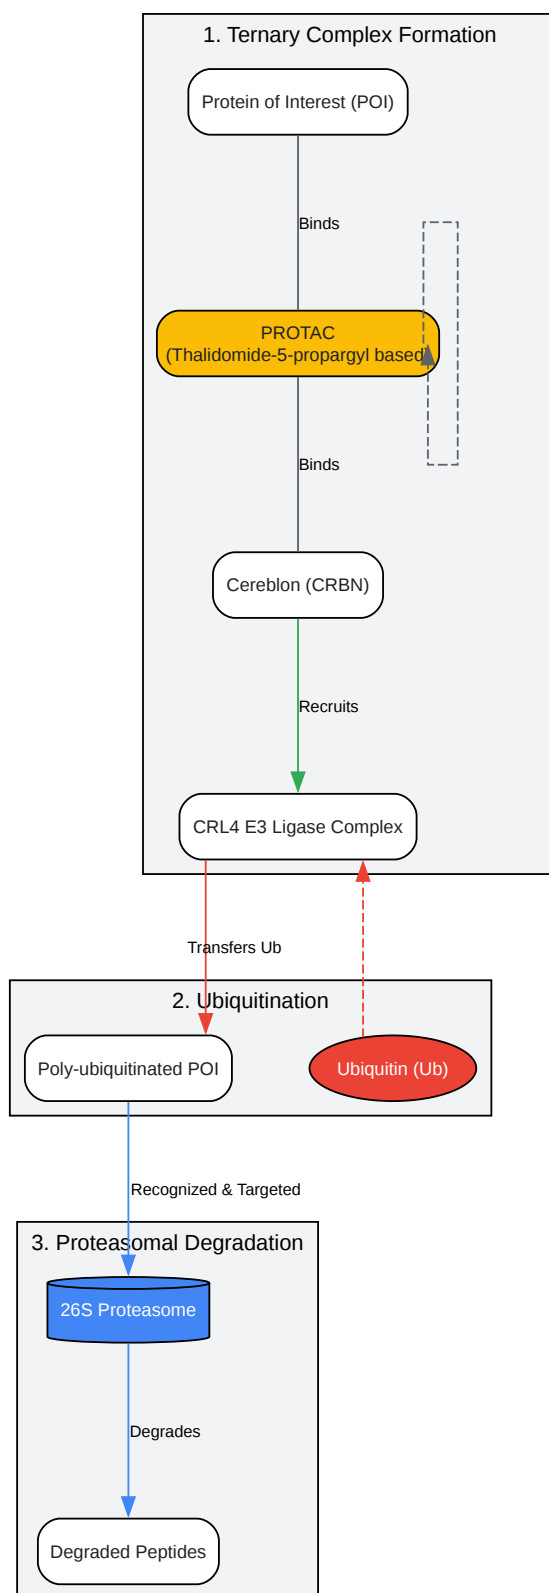 1. Ternary Complex Formation
Protein of Interest (POI)
Binds
PROTAC
(Thalidomide-5-propargyl based)
Binds
Cereblon (CRBN)
Recruits
CRL4 E3 Ligase Complex
Transfers Ub
2. Ubiquitination
Poly-ubiquitinated POI
Ubiquitin (Ub)
Recognized & Targeted
3. Proteasomal Degradation
26S Proteasome
Degrades
Degraded Peptides